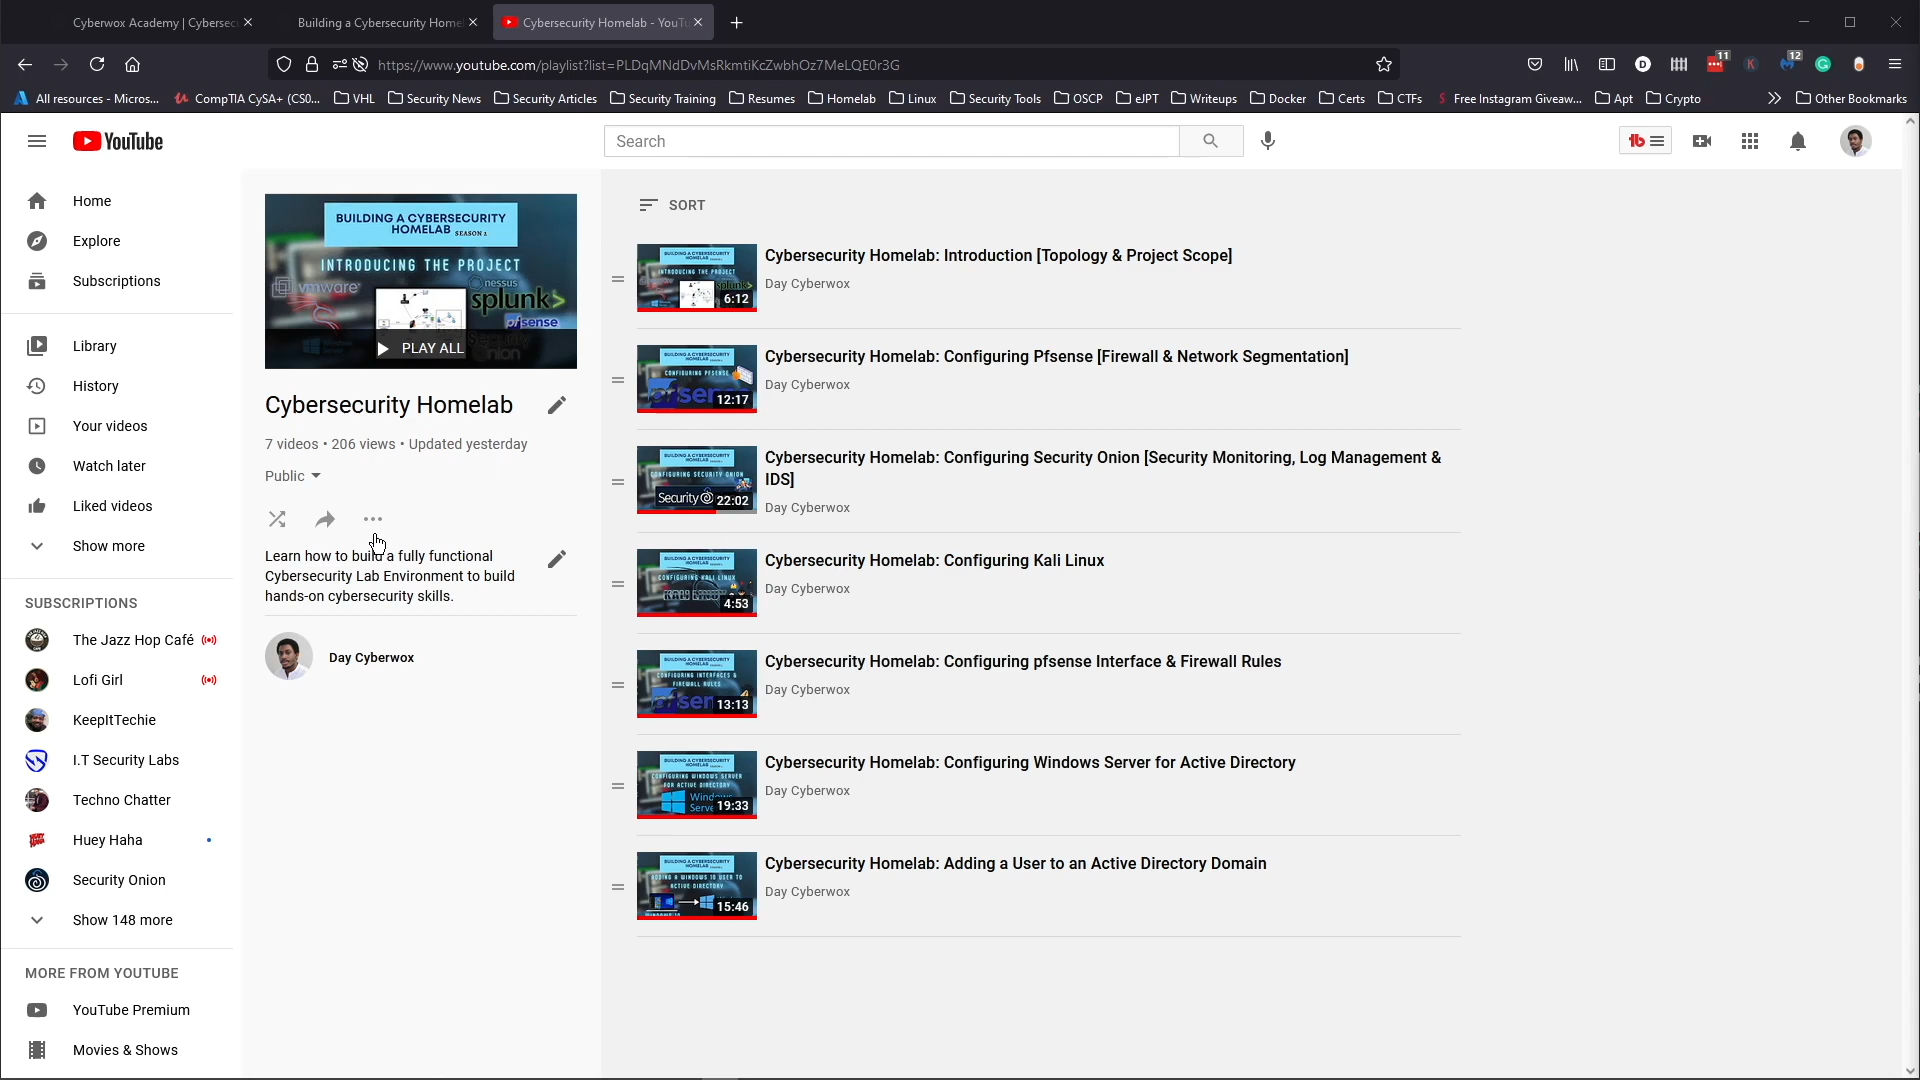 Cyberwox Academy | Cybersec
Building a Cybersecurity Home
Cybersecurity Homelab - YouTu
https://www.youtube.com/playlist?list=PLDqMNdDvMsRkmtiKcZwbhOz7MeLQE0r3G
11
12
All resources - Micros...
CompTIA CySA+ (CS0...
VHL
Security News
Security Articles
Security Training
Resumes
Homelab
Linux
Security Tools
OSCP
eJPT
Writeups
Docker
Certs
CTFs
Free Instagram Giveaw...
Apt
Crypto
Other Bookmarks
YouTube
Search
Home
Explore
Subscriptions
Library
History
Your videos
Watch later
Liked videos
Show more
SUBSCRIPTIONS
The Jazz Hop Café
Lofi Girl
KeepItTechie
I.T Security Labs
Techno Chatter
Huey Haha
Security Onion
Show 148 more
MORE FROM YOUTUBE
YouTube Premium
Movies & Shows
BUILDING A CYBERSECURITY
HOMELAB
INTRODUCING THE PROJECT
vmware
nessus
splunk>
pfsense
PLAY ALL
Cybersecurity Homelab
7 videos • 206 views • Updated yesterday
Public
Learn how to build a fully functional
Cybersecurity Lab Environment to build
hands-on cybersecurity skills.
Day Cyberwox
SORT
6:12
Cybersecurity Homelab: Introduction [Topology & Project Scope]
Day Cyberwox
12:17
Cybersecurity Homelab: Configuring Pfsense [Firewall & Network Segmentation]
Day Cyberwox
22:02
Cybersecurity Homelab: Configuring Security Onion [Security Monitoring, Log Management &
IDS]
Day Cyberwox
4:53
Cybersecurity Homelab: Configuring Kali Linux
Day Cyberwox
13:13
Cybersecurity Homelab: Configuring pfsense Interface & Firewall Rules
Day Cyberwox
19:33
Cybersecurity Homelab: Configuring Windows Server for Active Directory
Day Cyberwox
15:46
Cybersecurity Homelab: Adding a User to an Active Directory Domain
Day Cyberwox